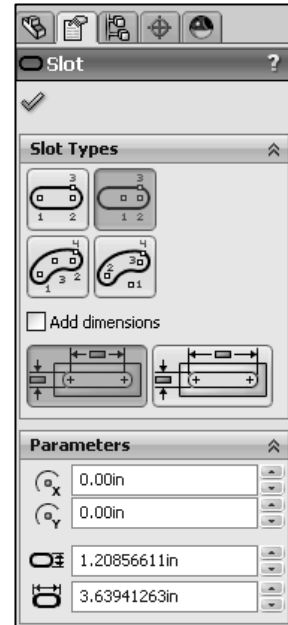 Slot ?
Slot Types
3
1 2
3
1 2
4
1 3 2
4
2 3
1
Add dimensions
Parameters
X 0.00in
Y 0.00in
1.20856611in
3.63941263in